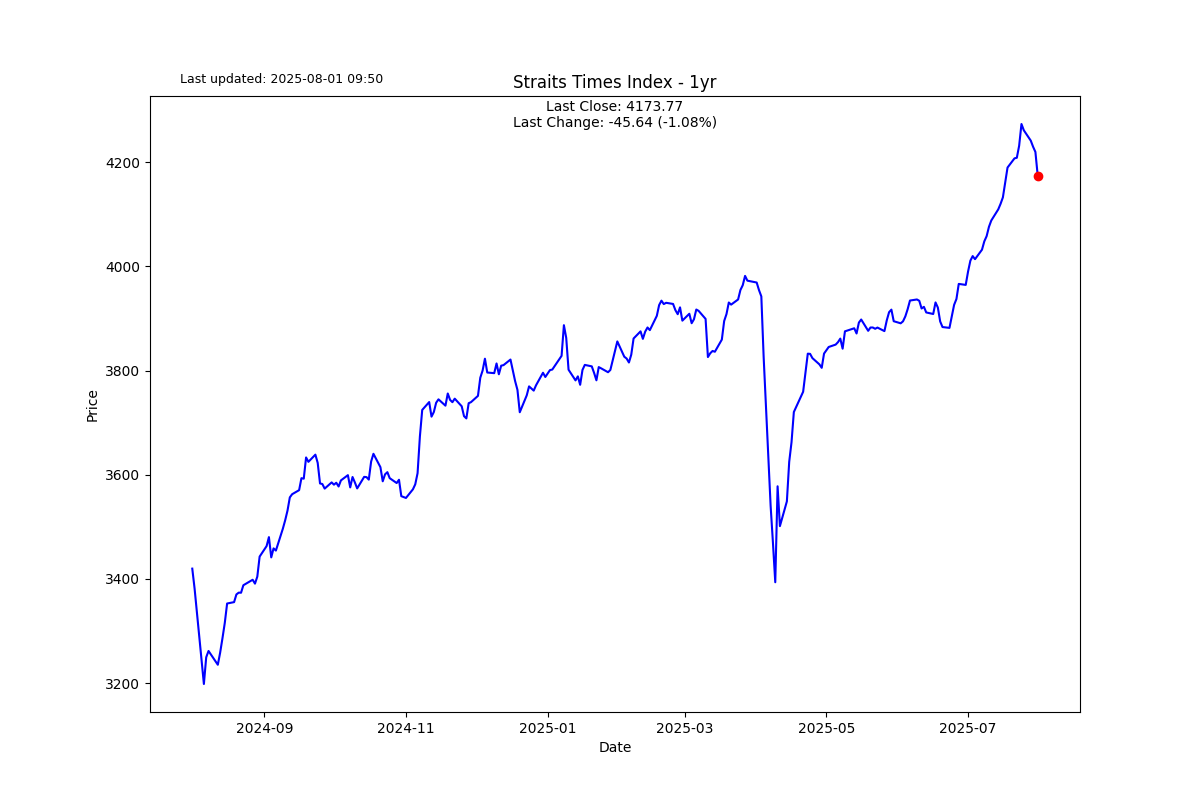 Last updated: 2025-08-01 09:50
Straits Times Index - 1yr
Last Close: 4173.77
Last Change: -45.64 (-1.08%)
4200
4000
3800
3600
3400
3200
Price
2024-09
2024-11
2025-01
2025-03
2025-05
2025-07
Date